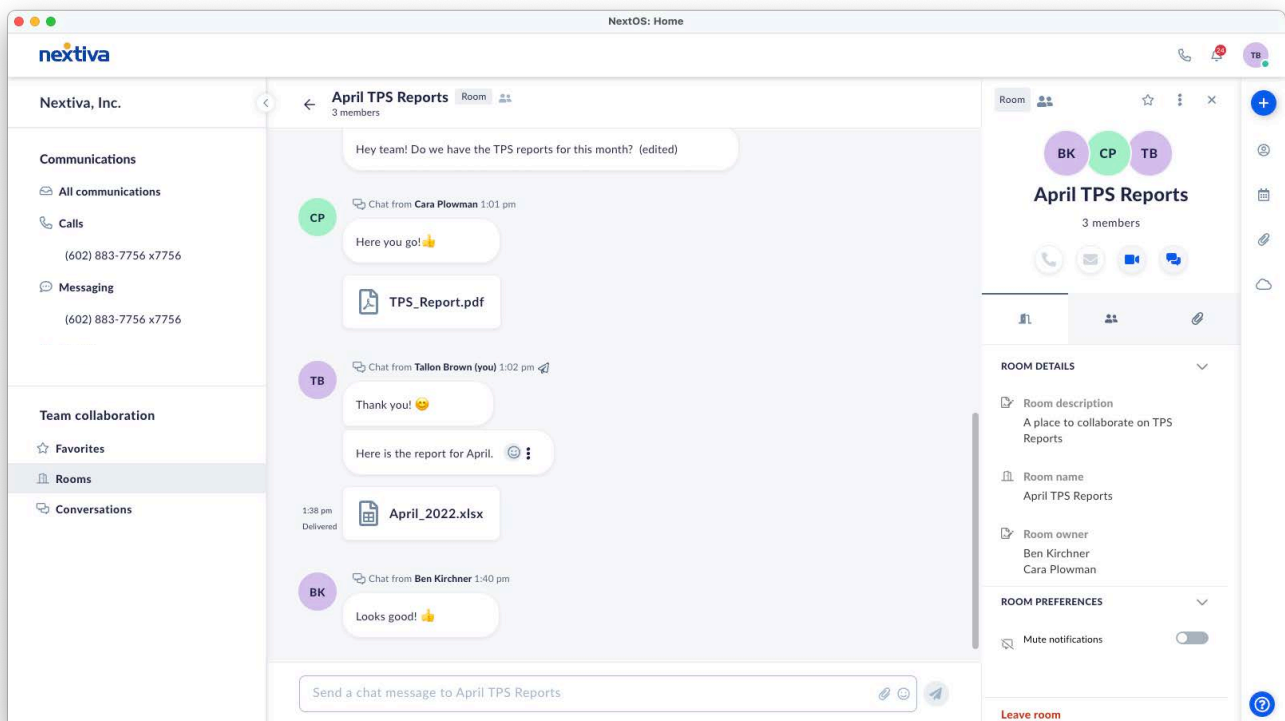 NextOS: Home
nextiva
24
TB
Nextiva, Inc.
Communications
All communications
Calls
(602) 883-7756 x7756
Messaging
(602) 883-7756 x7756
Team collaboration
Favorites
Rooms
Conversations
April TPS Reports Room
3 members
Hey team! Do we have the TPS reports for this month? (edited)
CP
Chat from Cara Plowman 1:01 pm
Here you go!👍
TPS_Report.pdf
TB
Chat from Tallon Brown (you) 1:02 pm
Thank you! 😊
Here is the report for April.
1:38 pm
Delivered
April_2022.xlsx
BK
Chat from Ben Kirchner 1:40 pm
Looks good! 👍
Send a chat message to April TPS Reports
Room
BK CP TB
April TPS Reports
3 members
ROOM DETAILS
Room description
A place to collaborate on TPS
Reports
Room name
April TPS Reports
Room owner
Ben Kirchner
Cara Plowman
ROOM PREFERENCES
Mute notifications
Leave room